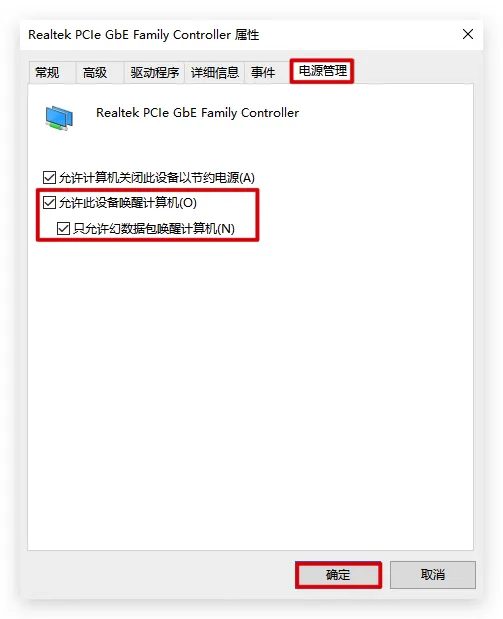 Realtek PCIe GbE Family Controller 属性
常规 高级 驱动程序 详细信息 事件 电源管理
Realtek PCIe GbE Family Controller
允许计算机关闭此设备以节约电源(A)
允许此设备唤醒计算机(O)
只允许幻数据包唤醒计算机(N)
确定 取消